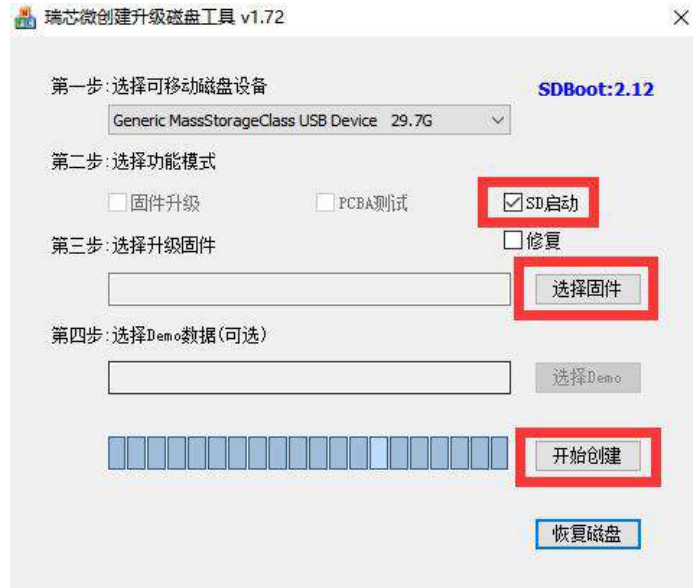 瑞芯微创建升级磁盘工具 v1.72
第一步:选择可移动磁盘设备
SDBoot:2.12
Generic MassStorageClass USB Device 29.7G
第二步:选择功能模式
固件升级
PCBA测试
SD启动
修复
第三步:选择升级固件
选择固件
第四步:选择Demo数据(可选)
选择Demo
开始创建
恢复磁盘